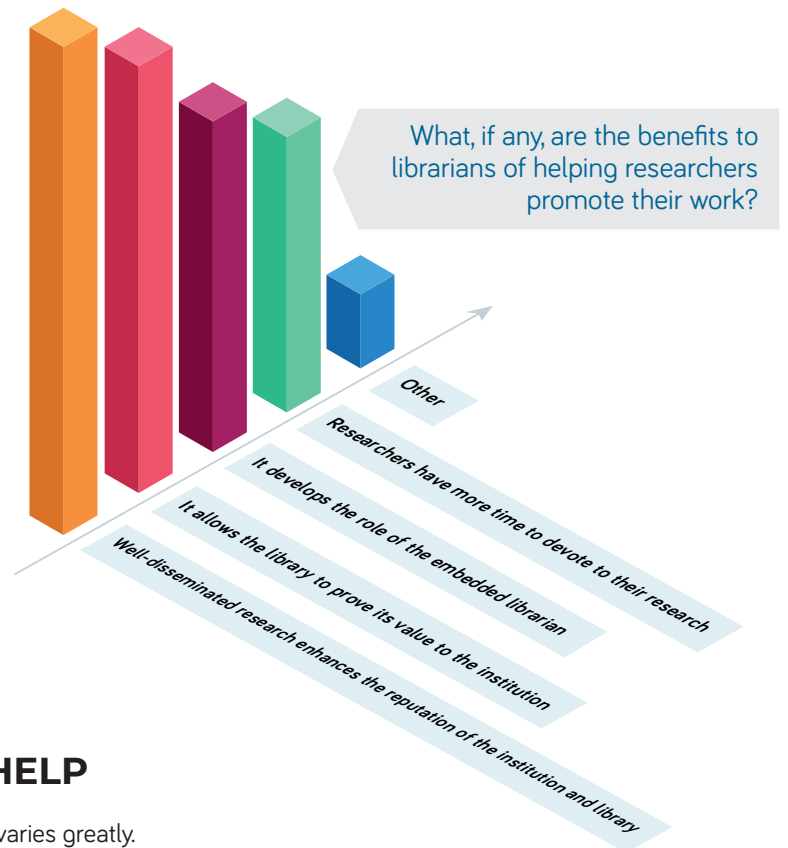 What, if any, are the benefits to
librarians of helping researchers
promote their work?
Other
Researchers have more time to devote to their research
It develops the role of the embedded librarian
It allows the library to prove its value to the institution
Well-disseminated research enhances the reputation of the institution and library
HELP
varies greatly.